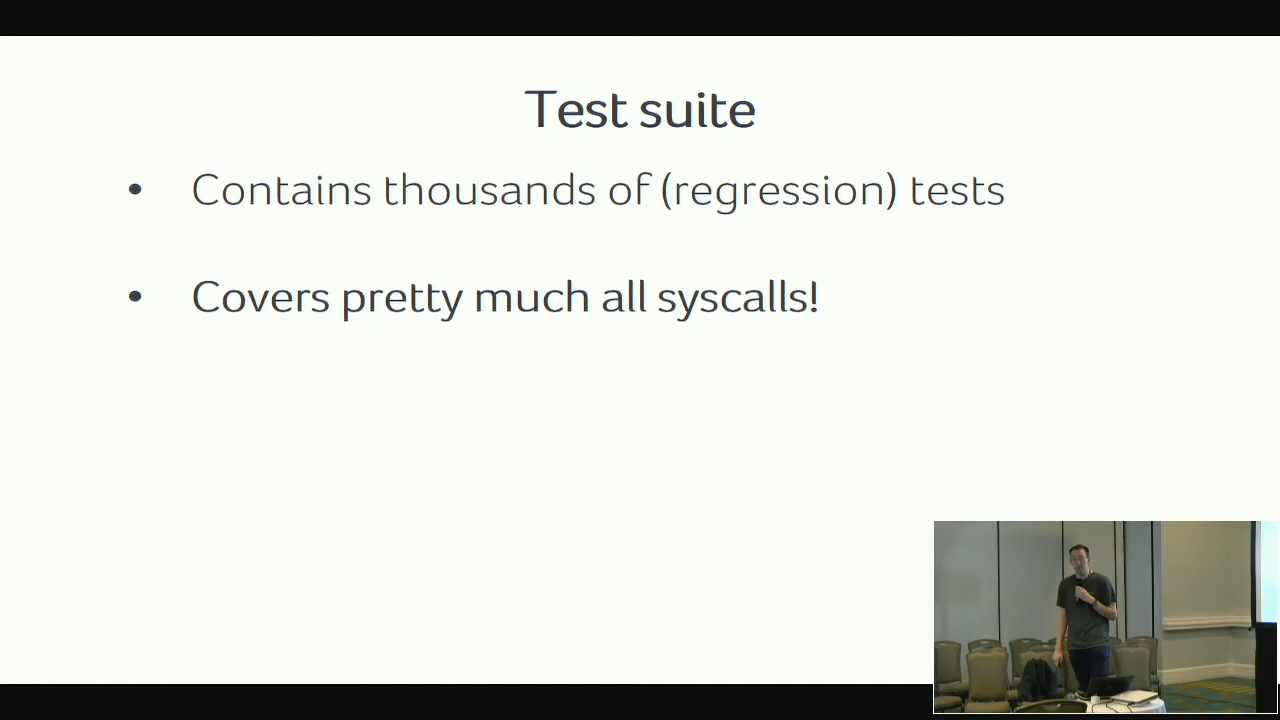 Test suite
• Contains thousands of (regression) tests
• Covers pretty much all syscalls!